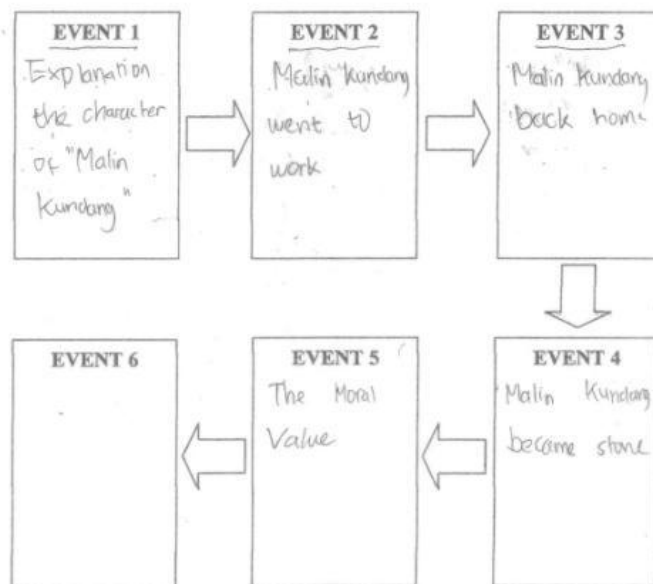 EVENT 1
Explanation
the character
of "Malin
Kundang"
EVENT 2
Malin Kundang
went to
work
EVENT 3
"Malin Kundang
back home
EVENT 4
Malin Kundang
became stone
EVENT 5
The Moral
Value
EVENT 6